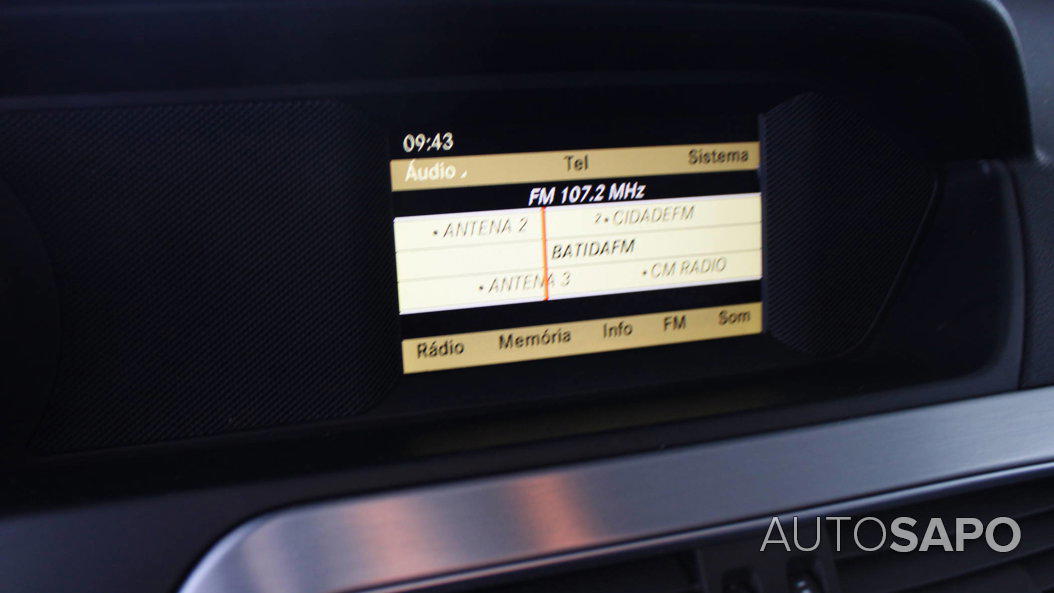 09:43
Áudio Tel Sistema
FM 107.2 MHz
• ANTENA 2 2• CIDADEFM
BATIDAFM
• ANTENA 3 • CM RADIO
Rádio Memória Info FM Som
AUTOSAPO